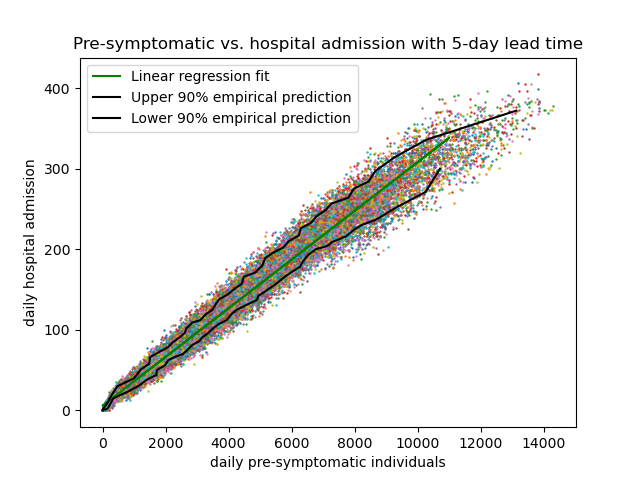 Pre-symptomatic vs. hospital admission with 5-day lead time
Linear regression fit
Upper 90% empirical prediction
Lower 90% empirical prediction
daily hospital admission
400
300
200
100
0
0 2000 4000 6000 8000 10000 12000 14000
daily pre-symptomatic individuals